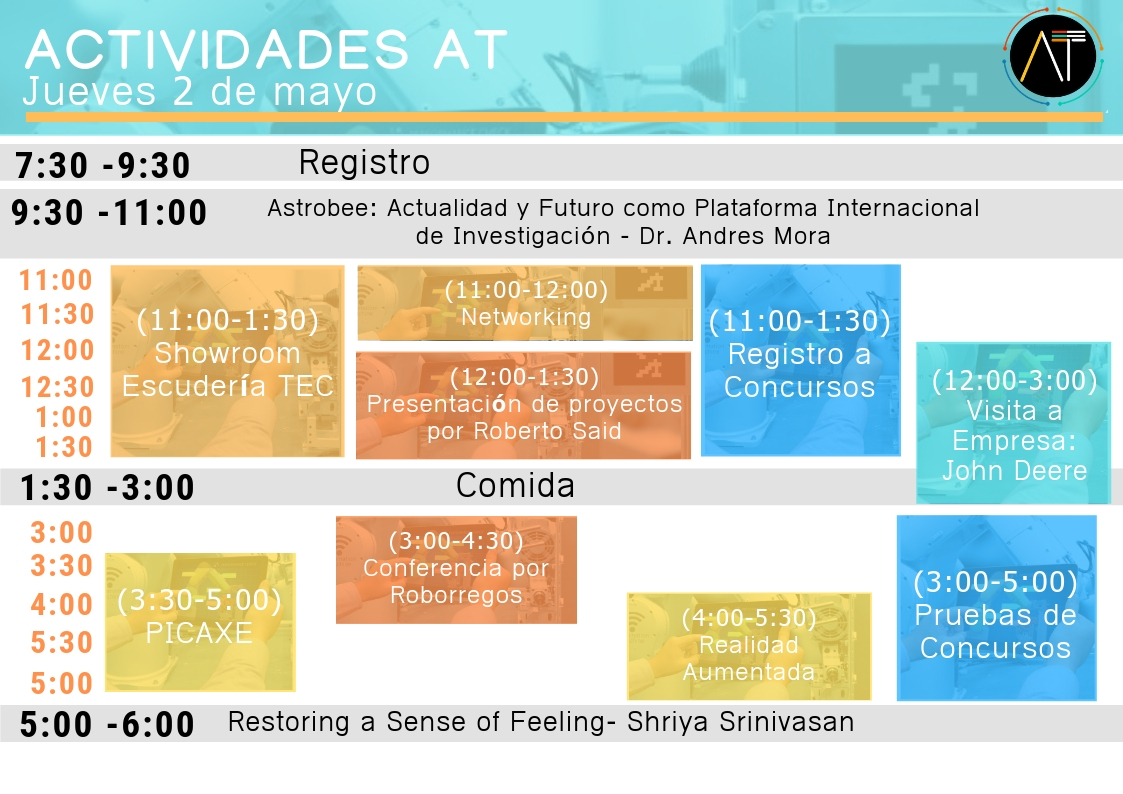 ACTIVIDADES AT
Jueves 2 de mayo
AT
7:30 -9:30 Registro
9:30 -11:00 Astrobee: Actualidad y Futuro como Plataforma Internacional
de Investigación - Dr. Andres Mora
11:00
11:30
12:00
12:30
1:00
1:30
(11:00-1:30)
Showroom
Escudería TEC
(11:00-12:00)
Networking
(12:00-1:30)
Presentación de proyectos
por Roberto Said
(11:00-1:30)
Registro a
Concursos
(12:00-3:00)
Visita a
Empresa:
John Deere
1:30 -3:00 Comida
3:00
3:30
4:00
5:30
5:00
(3:30-5:00)
PICAXE
(3:00-4:30)
Conferencia por
Roborregos
(4:00-5:30)
Realidad
Aumentada
(3:00-5:00)
Pruebas de
Concursos
5:00 -6:00 Restoring a Sense of Feeling- Shriya Srinivasan